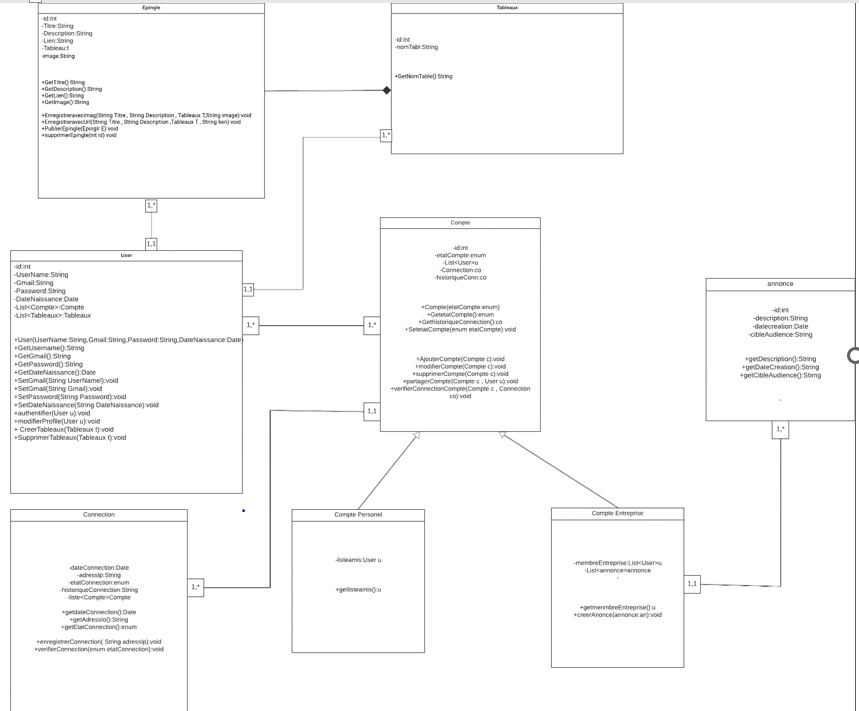 Epingle
-id:int
-Titre:String
-Description:String
-Lien:String
-Tableau:t
-image:String
+GetTitre():String
+GetDescription():String
+GetLien():String
+GetImage():String
+Enregistreravecimag(String Titre , String Description , Tableaux T,String image):void
+EnregistreravecUrl(String Titre , String Description ,Tableaux T , String lien) void
+PublierEpingle(Epinglr E):void
+supprimerEpingle(int id) void
Tableaux
-id:int
-nomTabl:String
+GetNomTable():String
1,*
1,*
1,1
User
-id:int
-UserName:String
-Gmail:String
-Password:String
-DateNaissance:Date
-List<Compte>:Compte
-List<Tableaux>:Tableaux
+User(UserName:String,Gmail:String,Password:String,DateNaissance:Date)
+GetUsername():String
+GetGmail():String
+GetPassword():String
+GetDateNaissance():Date
+SetGmail(String UserNamel):void
+SetGmail(String Gmail):void
+SetPassword(String Password):void
+SetDateNaissance(String DateNaissance):void
+authentifier(User u):void
+modifierProfile(User u):void
+ CreerTableaux(Tableaux t):void
+SupprimerTableaux(Tableaux t):void
1,1
1,*
1,*
1,1
Compte
-id:int
-etatCompte:enum
-List<User>u
-Connection:co
-historiqueConn:co
+Compte(etatCompte:enum)
+GetetatCompte():enum
+GethistoriqueConnection():co
+SetetatCompte(enum etatCompte):void
+AjouterCompte(Compte c):void
+modifierCompte(Compte c):void
+supprimerCompte(Compte c):void
+partagerCompte(Compte c , User u):void
+verifierConnectionCompte(Compte c , Connection
co):void
annonce
-id:int
-description:String
-datecreation:Date
-cibleAudience:String
+getDescription():String
+getDateCreation():String
+getCibleAudience():Stirng
.
1,*
Connection
-dateConnection:Date
-adressIp:String
-etatConnection:enum
-historiqueConnection:String
-liste<Compte>Compte
+getdateConnection():Date
+getAdressIo():String
+getEtatConnection():enum
+enregistrerConnection( String adressIp):void
+verifierConnection(enum etatConnection):void
1,*
Compte Personel
-listeamis:User u
+getlisteamis():u
Compte Entreprise
-membreEntreprise:List<User>u
-List<annonce>annonce
.
+getmenmbreEntreprise():u
+creerAnonce(annonce:an):void
1,1